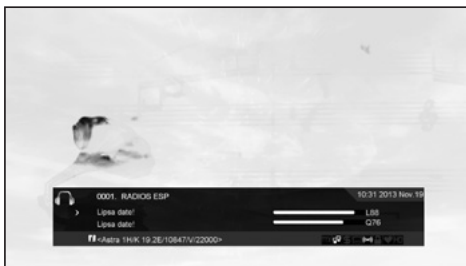 0001. RADIOS ESP
10:31 2013 Nov.19
Lipsa date!
L88
Lipsa date!
Q76
<Astra 1H/K 19.2E/10847/V/22000>